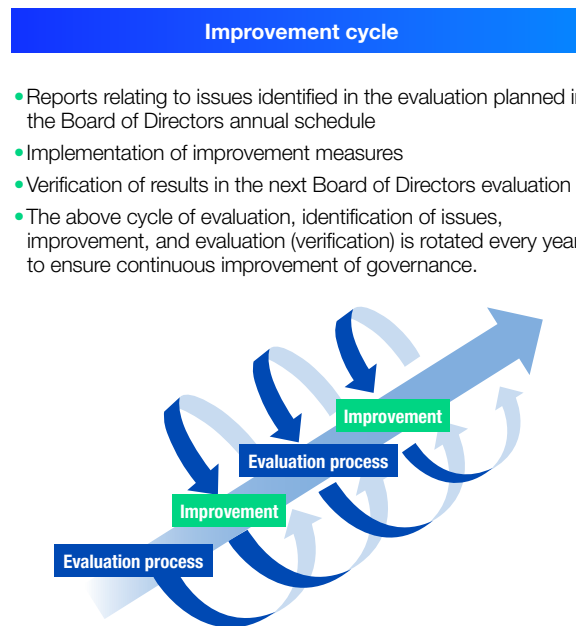 Improvement cycle
•Reports relating to issues identified in the evaluation planned in
the Board of Directors annual schedule
•Implementation of improvement measures
•Verification of results in the next Board of Directors evaluation
•The above cycle of evaluation, identification of issues,
improvement, and evaluation (verification) is rotated every year
to ensure continuous improvement of governance.
Improvement
Evaluation process
Improvement
Evaluation process